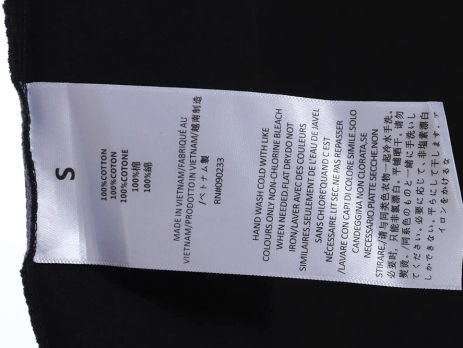 S
100%COTTON
100%COTON
100%COTONE
100%棉
100%綿
MADE IN VIETNAM/FABRIQUÉ AU
VIETNAM/PRODOTTO IN VIETNAM/越南制造
/ベトナム製
RN#090233
HAND WASH COLD WITH LIKE
COLOURS ONLY NON-CHLORINE BLEACH
WHEN NEEDED.FLAT DRY.DO NOT
IRON/LAVER AVEC DES COULEURS
SIMILAIRES.SEULEMENT DE L'EAU DE JAVEL
SANS CHLORE QUAND C'EST
NÉCESSAIRE.LIT SEC.NE PAS REPASSER
/LAVARE CON CAPI DI COLORE SIMILE.SOLO
CANDEGGINA NON CLORATA.SE
NECESSARIO.PIATTE SECCHE.NON
STIRARE./请与同类色衣物一起冷水手洗。
必要时,只能非氯漂白。平铺晒干。请勿
熨烫。/同系色のものと一緒に手洗いし
てください。必要に応じて、非塩素漂白
しかできない。平らにして干します。ア
イロンをかけるな